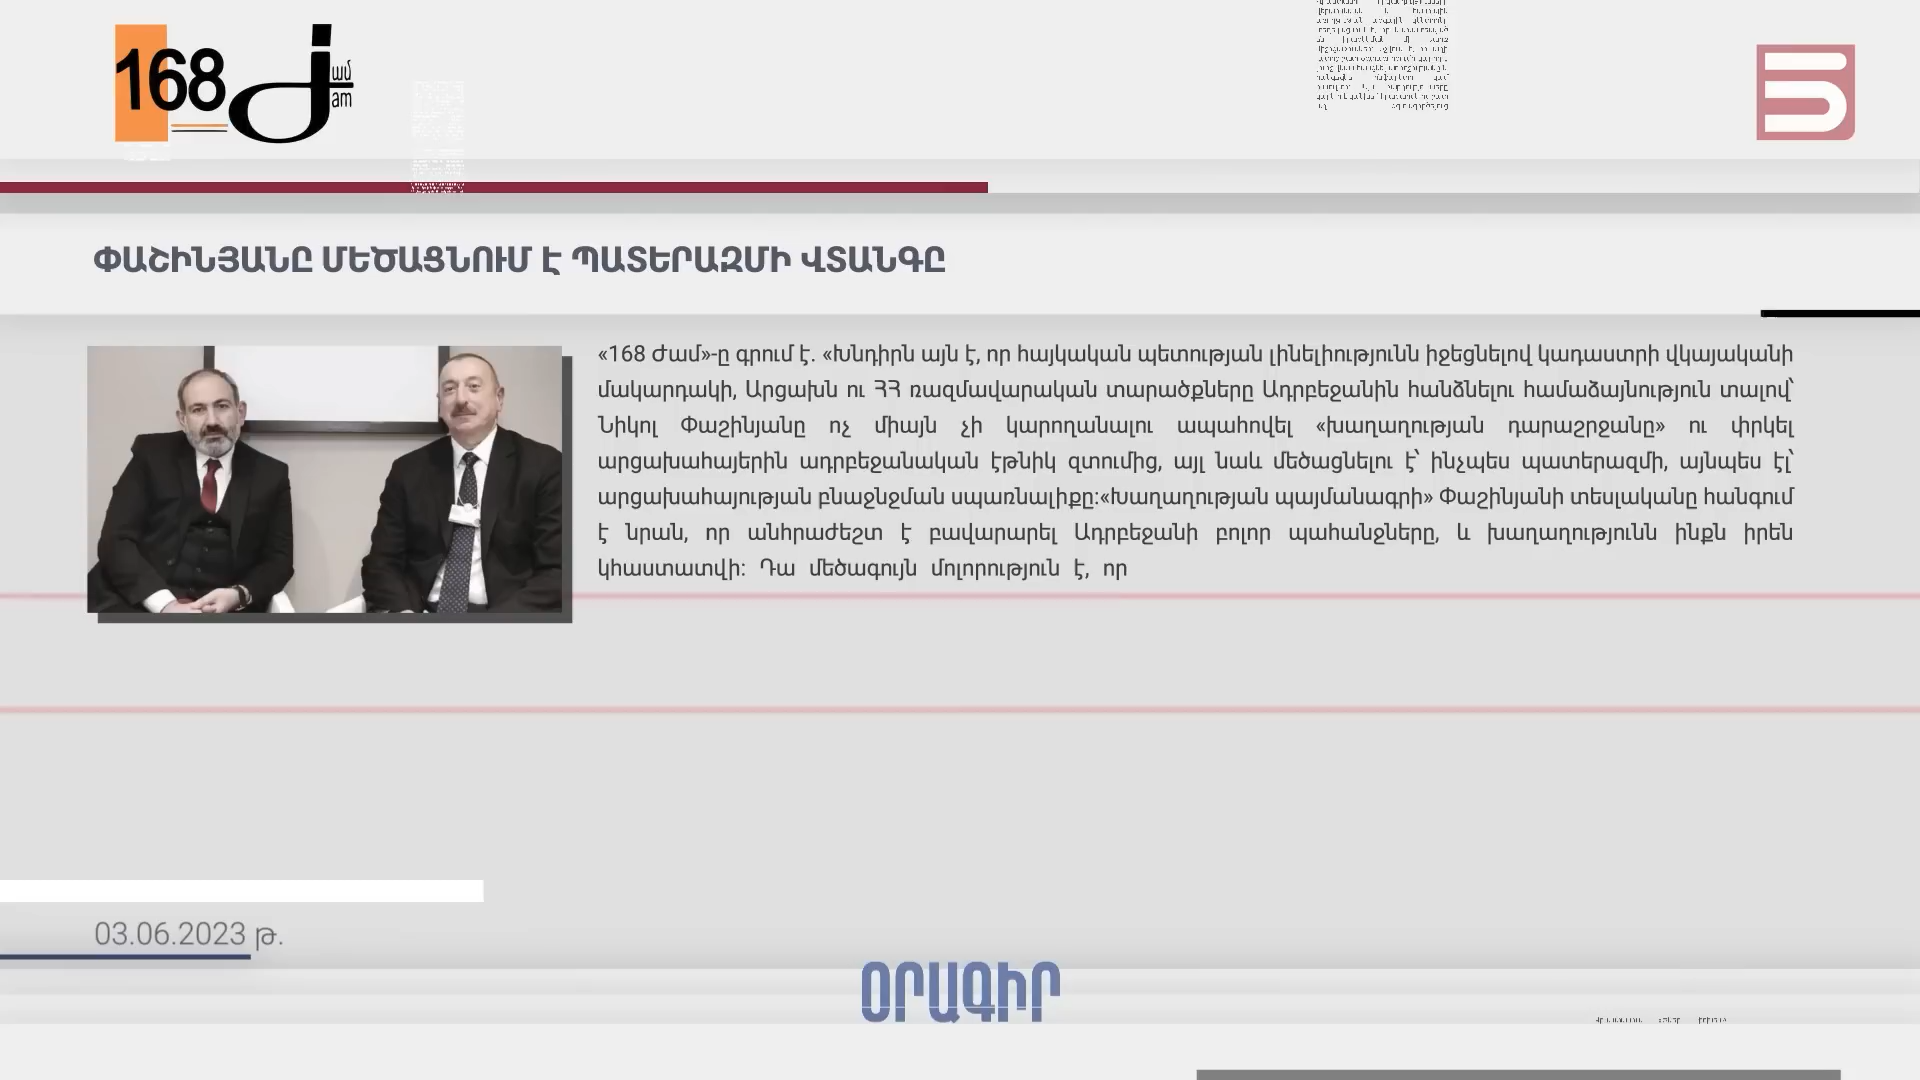 168 Ժամ
Jam
ՓԱՇԻՆՅԱՆԸ ՄԵԾԱՑՆՈՒՄ Է ՊԱՏԵՐԱԶՄԻ ՎՏԱՆԳԸ
«168 Ժամ»-ը գրում է. «Խնդիրն այն է, որ հայկական պետության լինելիությունն իջեցնելով կադաստրի վկայականի
մակարդակի, Արցախն ու ՀՀ ռազմավարական տարածքները Ադրբեջանին հանձնելու համաձայնություն տալով՝
Նիկոլ Փաշինյանը ոչ միայն չի կարողանալու ապահովել «խաղաղության դարաշրջանը» ու փրկել
արցախահայերին ադրբեջանական էթնիկ զտումից, այլ նաև մեծացնելու է՝ ինչպես պատերազմի, այնպես էլ՝
արցախահայության բնաջնջման սպառնալիքը:«Խաղաղության պայմանագրի» Փաշինյանի տեսլականը հանգում
է նրան, որ անհրաժեշտ է բավարարել Ադրբեջանի բոլոր պահանջները, և խաղաղությունն ինքն իրեն
կհաստատվի: Դա մեծագույն մոլորություն է, որ
03.06.2023 թ.
ՕՐԱԳԻՐ